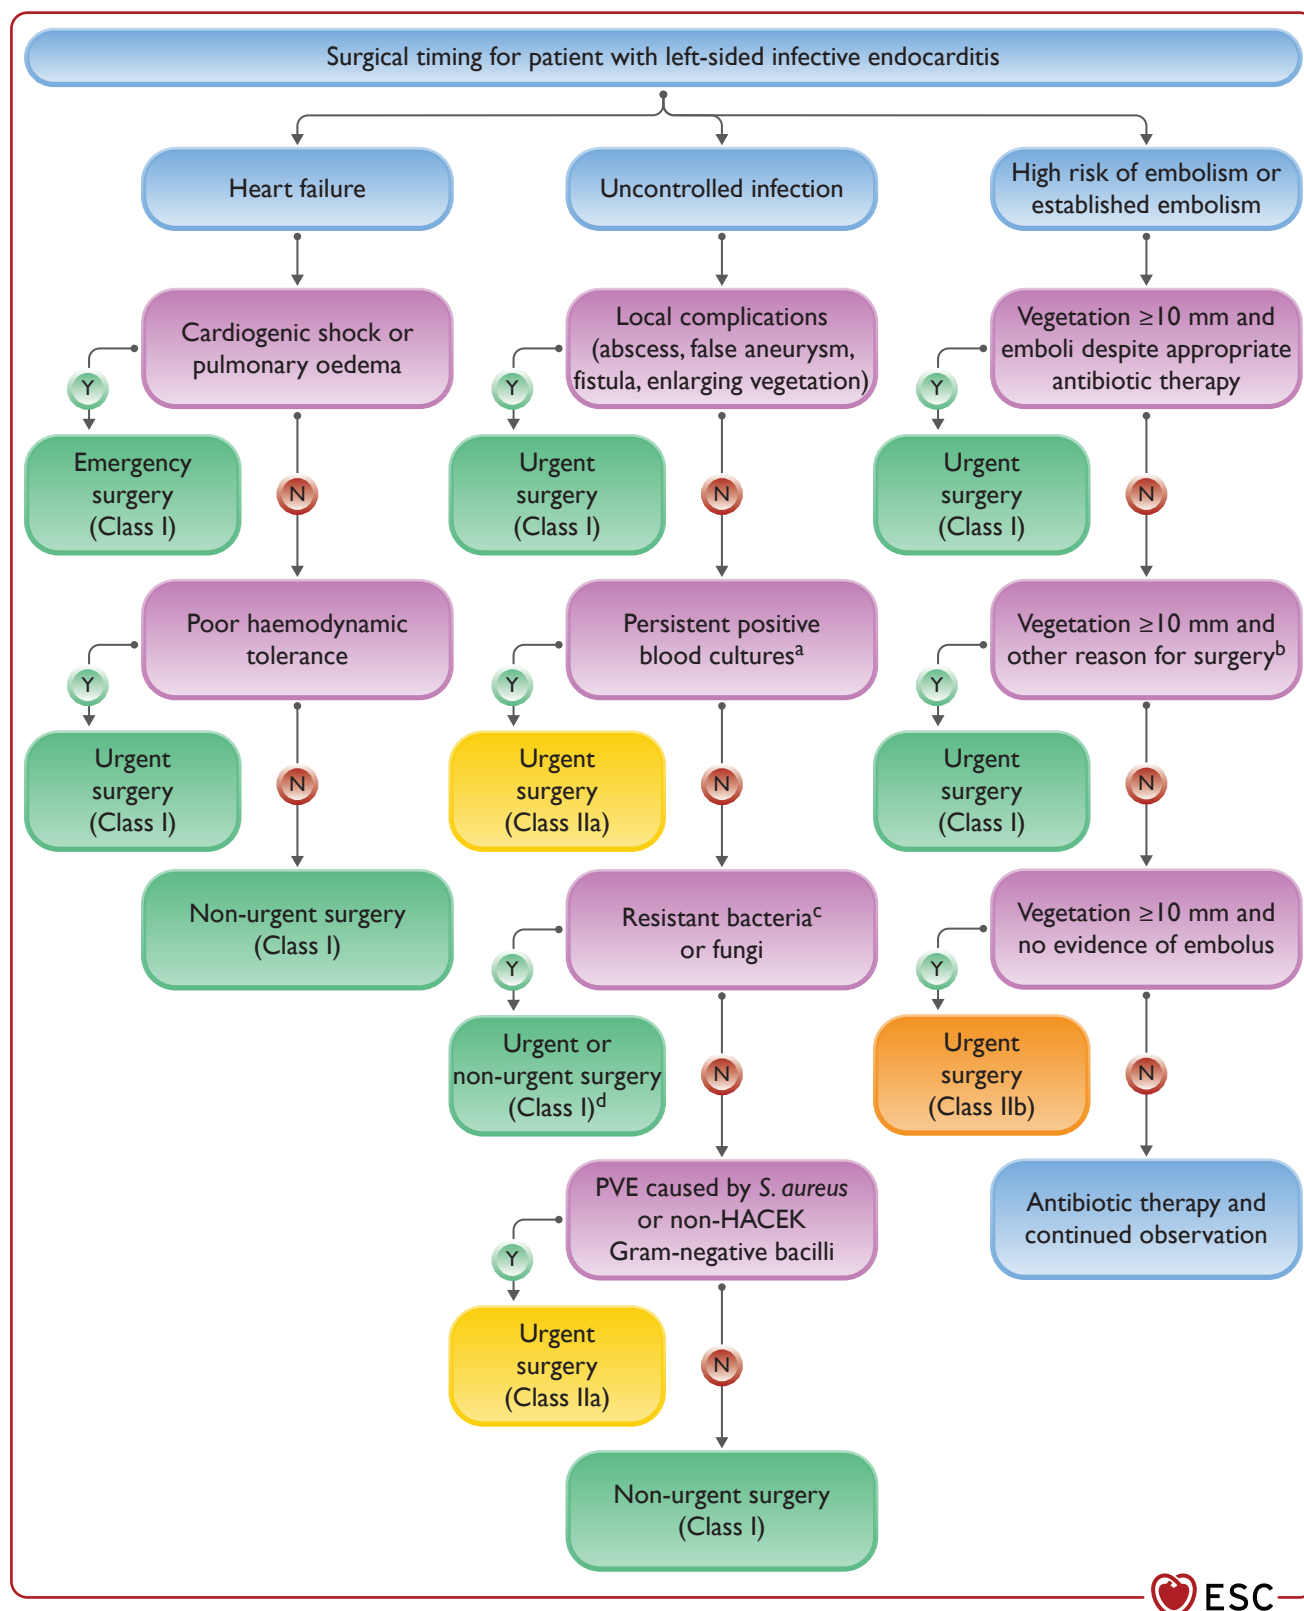 Surgical timing for patient with left-sided infective endocarditis
Heart failure
Uncontrolled infection
High risk of embolism or
established embolism
Cardiogenic shock or
pulmonary oedema
Local complications
(abscess, false aneurysm,
fistula, enlarging vegetation)
Vegetation ≥10 mm and
emboli despite appropriate
antibiotic therapy
Y
Y
Y
Emergency
surgery
(Class I)
N
Urgent
surgery
(Class I)
N
Urgent
surgery
(Class I)
N
Poor haemodynamic
tolerance
Persistent positive
blood culturesᵃ
Vegetation ≥10 mm and
other reason for surgeryᵇ
Y
Y
Y
Urgent
surgery
(Class I)
N
Urgent
surgery
(Class IIa)
N
Urgent
surgery
(Class I)
N
Non-urgent surgery
(Class I)
Resistant bacteriaᶜ
or fungi
Vegetation ≥10 mm and
no evidence of embolus
Y
Y
Urgent or
non-urgent surgery
(Class I)ᵈ
N
Urgent
surgery
(Class IIb)
N
PVE caused by S. aureus
or non-HACEK
Gram-negative bacilli
Antibiotic therapy and
continued observation
Y
Urgent
surgery
(Class IIa)
N
Non-urgent surgery
(Class I)
ESC